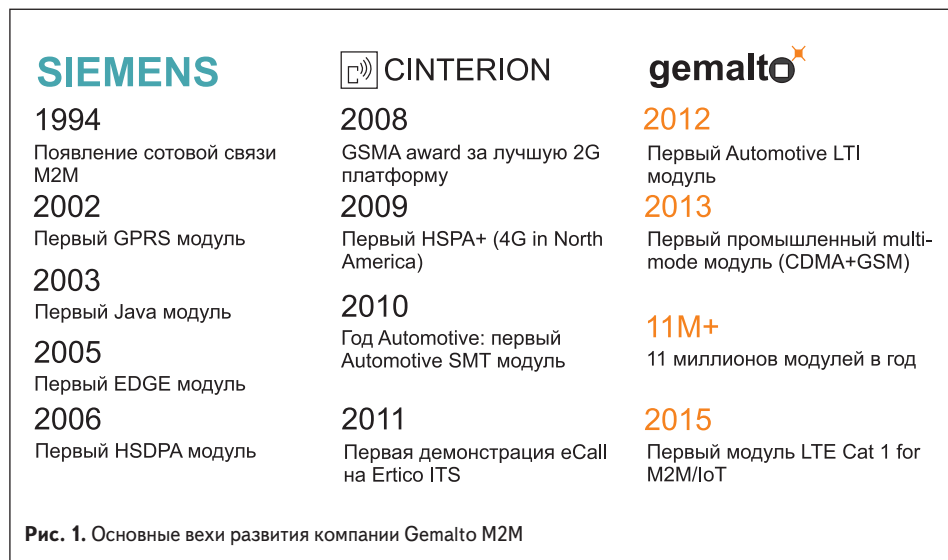 SIEMENS
1994
Появление сотовой связи
M2M
2002
Первый GPRS модуль
2003
Первый Java модуль
2005
Первый EDGE модуль
2006
Первый HSDPA модуль
CINTERION
2008
GSMA award за лучшую 2G
платформу
2009
Первый HSPA+ (4G in North
America)
2010
Год Automotive: первый
Automotive SMT модуль
2011
Первая демонстрация eCall
на Ertico ITS
gemalto
2012
Первый Automotive LTI
модуль
2013
Первый промышленный multi-
mode модуль (CDMA+GSM)
11M+
11 миллионов модулей в год
2015
Первый модуль LTE Cat 1 for
M2M/IoT
Рис. 1. Основные вехи развития компании Gemalto M2M